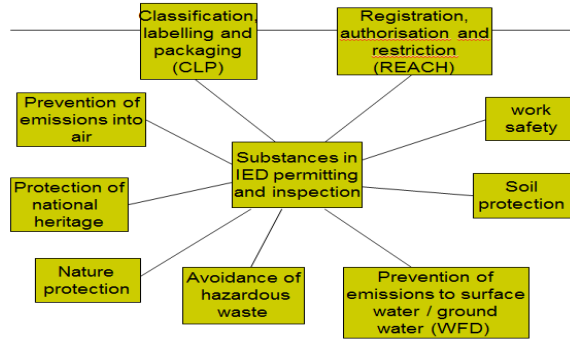 Classification,
labelling and
packaging
(CLP)
Registration,
authorisation and
restriction
(REACH)
Prevention of
emissions into
air
work
safety
Substances in
IED permitting
and inspection
Protection of
national
heritage
Soil
protection
Nature
protection
Avoidance of
hazardous
waste
Prevention of
emissions to surface
water / ground
water (WFD)